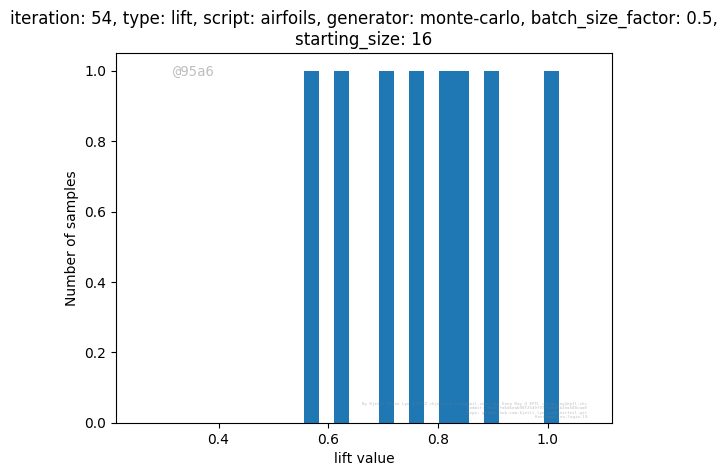 iteration: 54, type: lift, script: airfoils, generator: monte-carlo, batch_size_factor: 0.5,
starting_size: 16
@95a6
1.0
0.8
0.6
0.4
0.2
0.0
Number of samples
0.4 0.6 0.8 1.0
lift value